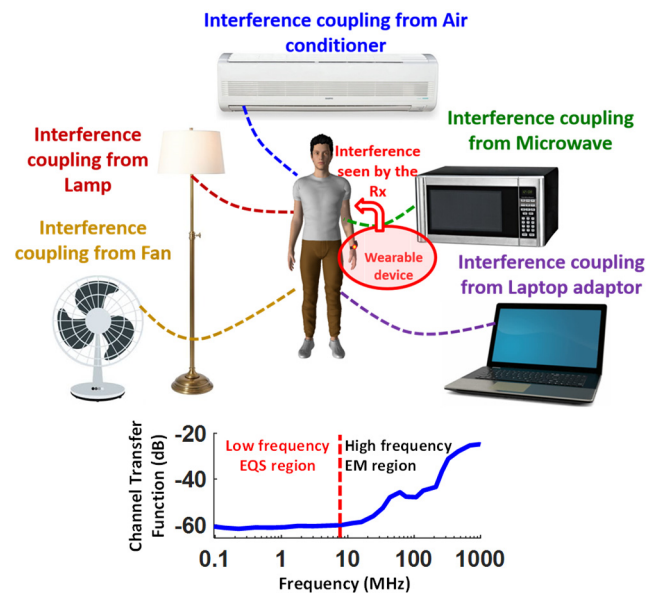 Interference coupling from Air
conditioner
Interference
coupling from
Lamp
Interference
seen by the
Rx
Interference coupling
from Microwave
Interference
coupling from Fan
Wearable
device
Interference coupling
from Laptop adaptor
Channel Transfer
Function (dB)
-20
-40
-60
Low frequency
EQS region
High frequency
EM region
0.1 1 10 100 1000
Frequency (MHz)